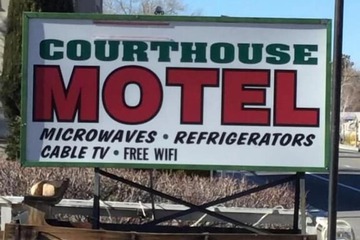 COURTHOUSE
MOTEL
MICROWAVES • REFRIGERATORS
CABLE TV • FREE WIFI